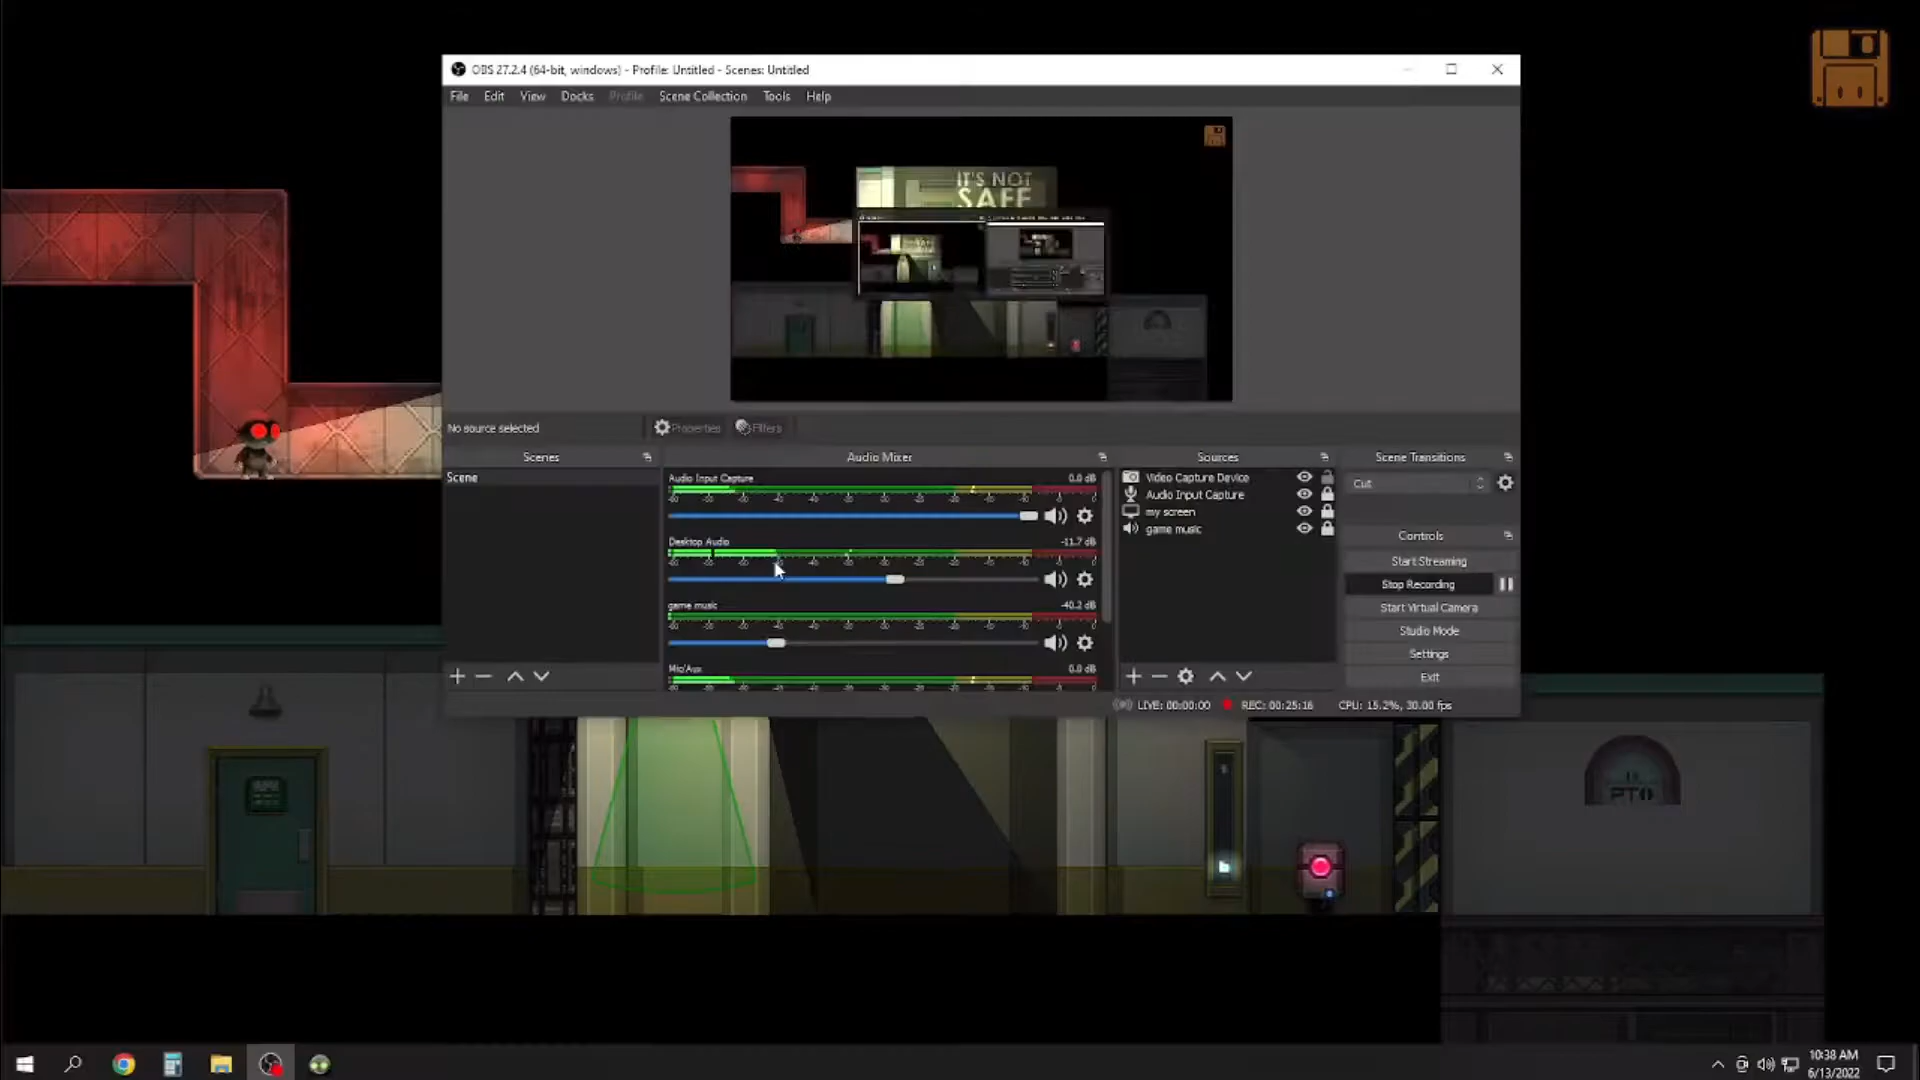 OBS 27.2.4 (64-bit, windows) - Profile: Untitled - Scenes: Untitled
File Edit View Docks Profile Scene Collection Tools Help
IT'S NOT
SAFE
No source selected Properties Filters
Scenes Audio Mixer Sources Scene Transitions
Scene
Audio Input Capture 0.0 dB
Desktop Audio -11.7 dB
game music -40.2 dB
Mic/Aux 0.0 dB
Video Capture Device
Audio Input Capture
my screen
game music
Cut
Controls
Start Streaming
Stop Recording
Start Virtual Camera
Studio Mode
Settings
Exit
LIVE: 00:00:00 REC: 00:25:16 CPU: 15.2%, 30.00 fps
10:38 AM
6/13/2022